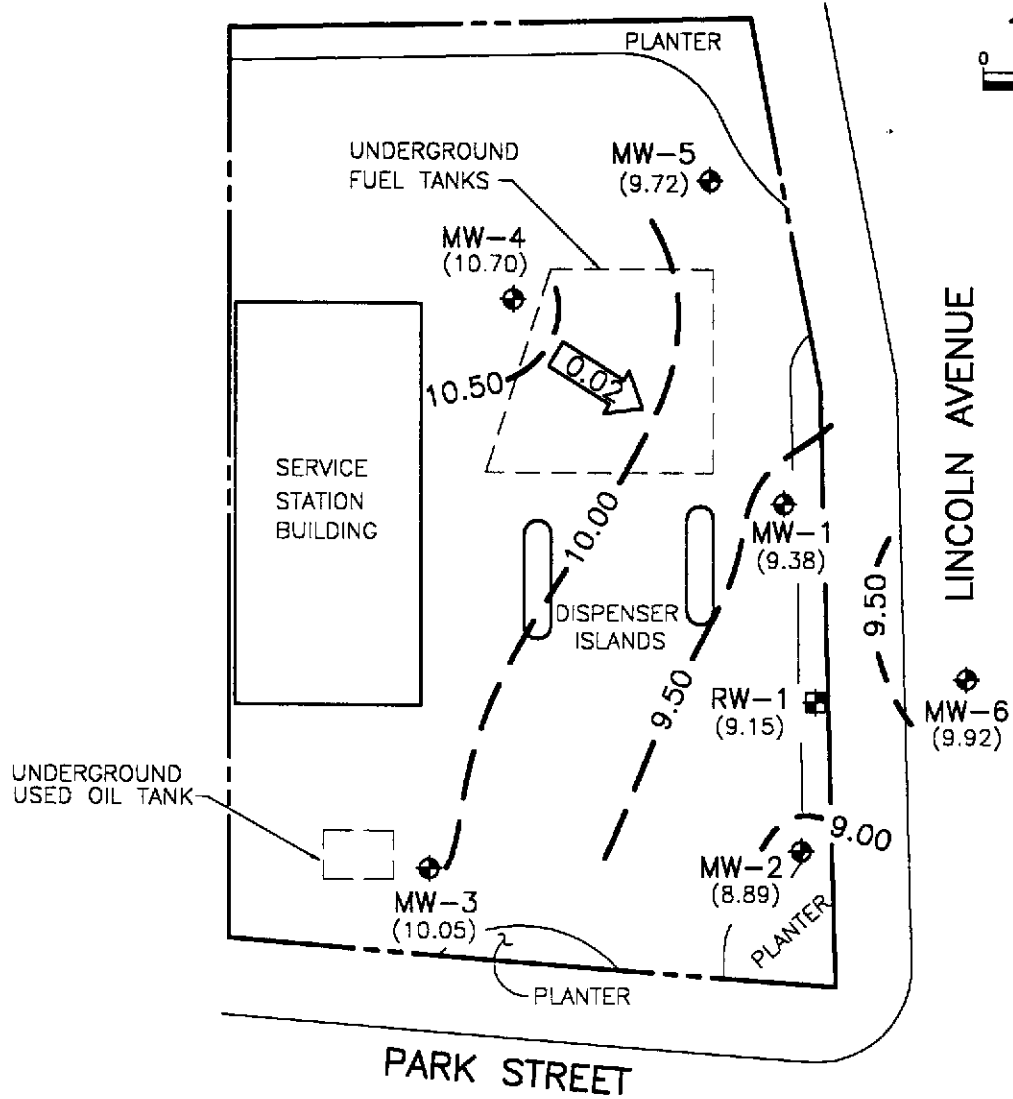 PLANTER
0
UNDERGROUND
FUEL TANKS
MW-5
(9.72)
MW-4
(10.70)
10.50
0.02
SERVICE
STATION
BUILDING
10.00
MW-1
(9.38)
LINCOLN AVENUE
DISPENSER
ISLANDS
9.50
9.50
RW-1
(9.15)
MW-6
(9.92)
UNDERGROUND
USED OIL TANK
9.00
MW-2
(8.89)
MW-3
(10.05)
PLANTER
PLANTER
PARK STREET